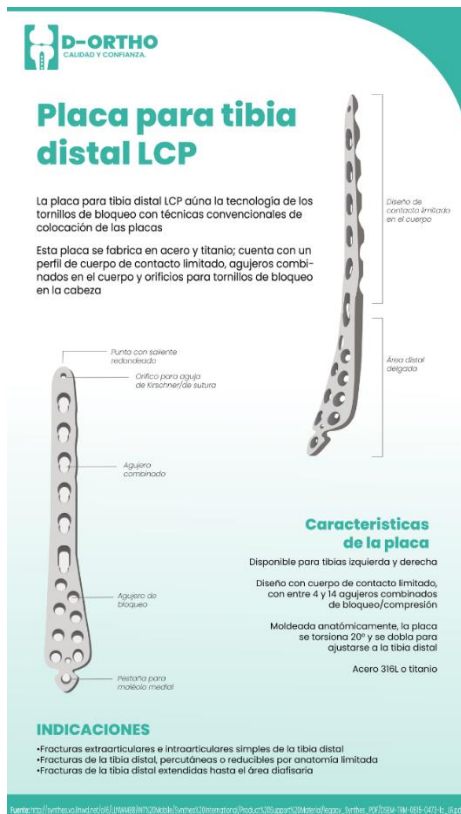 D-ORTHO
CALIDAD Y CONFIANZA.
Placa para tibia
distal LCP
La placa para tibia distal LCP aúna la tecnología de los
tornillos de bloqueo con técnicas convencionales de
colocación de las placas
Esta placa se fabrica en acero y titanio; cuenta con un
perfil de cuerpo de contacto limitado, agujeros combi-
nados en el cuerpo y orificios para tornillos de bloqueo
en la cabeza
Diseño de
contacto limitado
en el cuerpo
Área distal
delgada
Punta con saliente
redondeado
Orifico para aguja
de Kirschner/de sutura
Agujero
combinado
Agujero de
bloqueo
Pestaña para
maléolo medial
Caracteristicas
de la placa
Disponible para tibias izquierda y derecha
Diseño con cuerpo de contacto limitado,
con entre 4 y 14 agujeros combinados
de bloqueo/compresión
Moldeada anatómicamente, la placa
se torsiona 20º y se dobla para
ajustarse a la tibia distal
Acero 316L o titanio
INDICACIONES
•Fracturas extraarticulares e intraarticulares simples de la tibia distal
•Fracturas de la tibia distal, percutáneas o reducibles por anatomía limitada
•Fracturas de la tibia distal extendidas hasta el área diafisaria
Fuente: